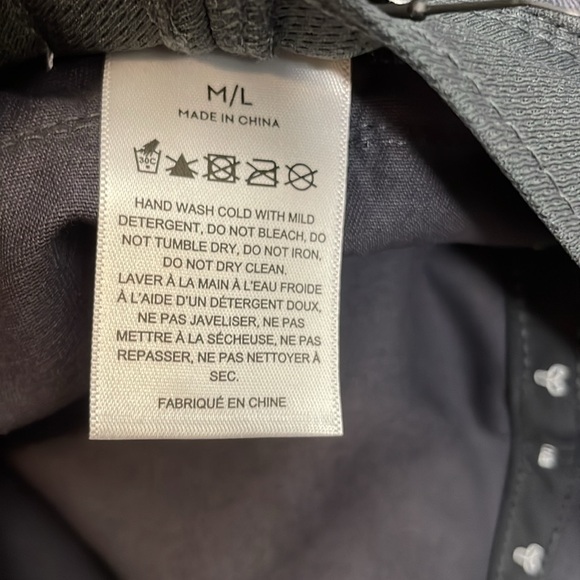 M/L
MADE IN CHINA
30C
HAND WASH COLD WITH MILD
DETERGENT, DO NOT BLEACH, DO
NOT TUMBLE DRY, DO NOT IRON,
DO NOT DRY CLEAN.
LAVER À LA MAIN À L'EAU FROIDE
À L'AIDE D'UN DÉTERGENT DOUX,
NE PAS JAVELISER, NE PAS
METTRE À LA SÉCHEUSE, NE PAS
REPASSER, NE PAS NETTOYER À
SEC.
FABRIQUÉ EN CHINE